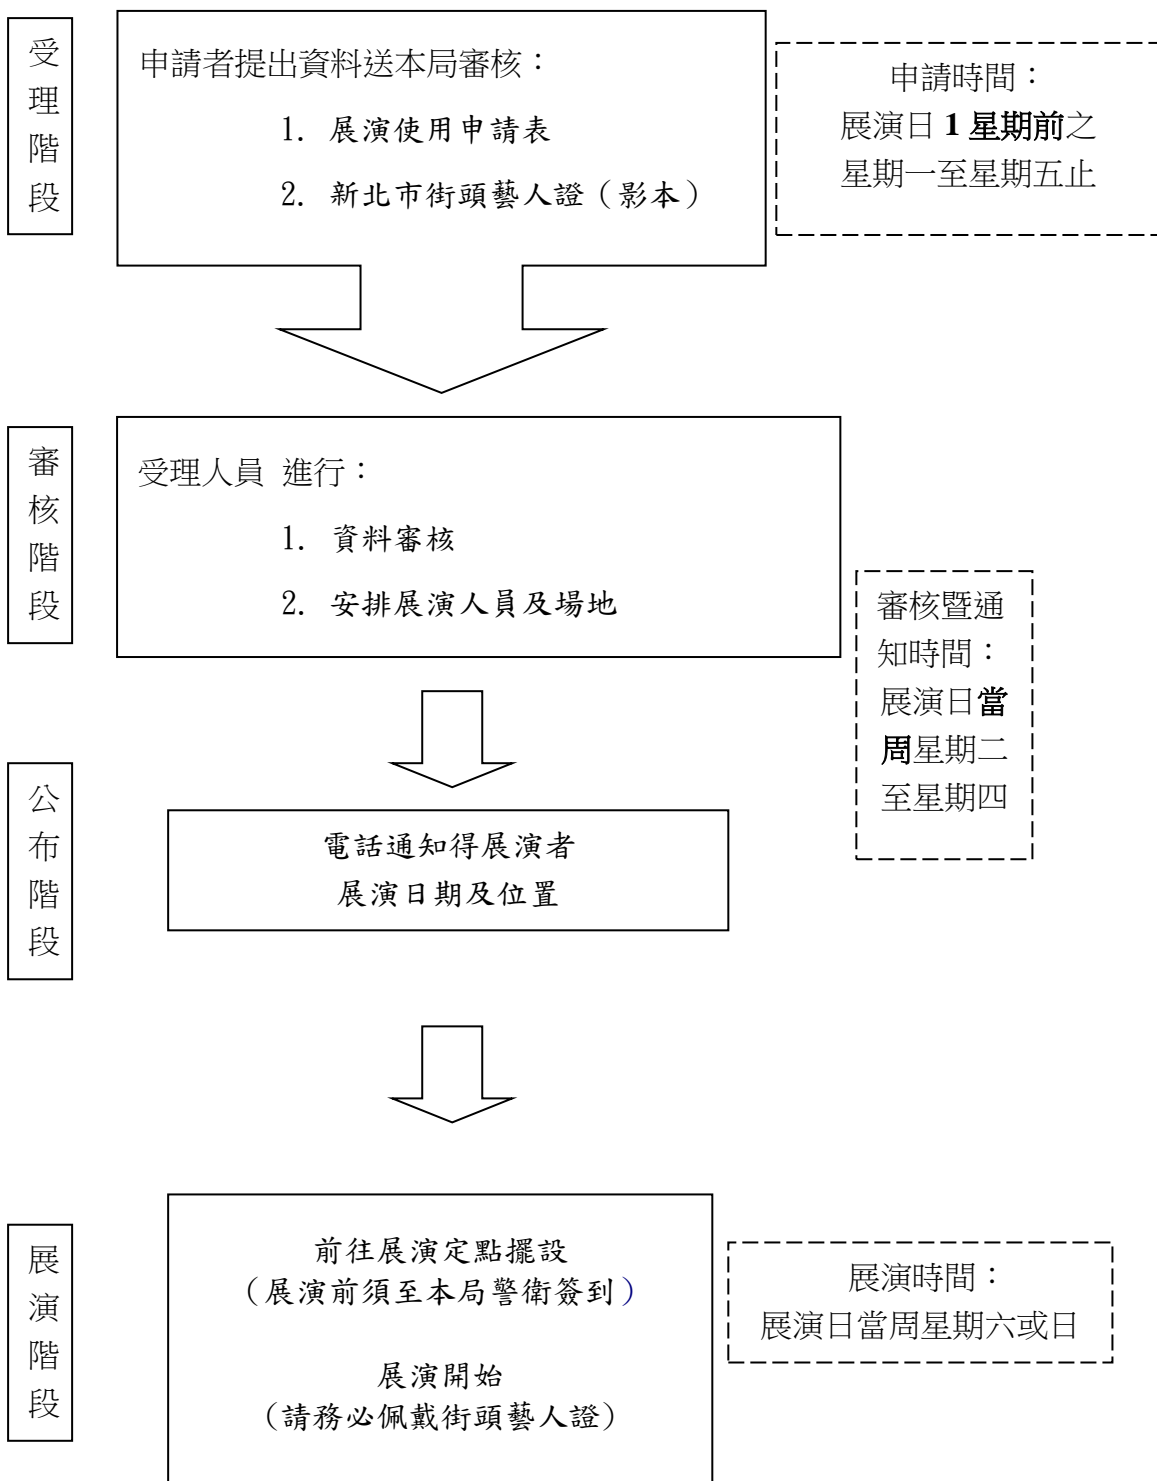 受理階段
申請者提出資料送本局審核：
1. 展演使用申請表
2. 新北市街頭藝人證（影本）
申請時間：
展演日 1 星期前之
星期一至星期五止
審核階段
受理人員 進行：
1. 資料審核
2. 安排展演人員及場地
審核暨通
知時間：
展演日當
周星期二
至星期四
公布階段
電話通知得展演者
展演日期及位置
展演階段
前往展演定點擺設
（展演前須至本局警衛簽到）
展演開始
（請務必佩戴街頭藝人證）
展演時間：
展演日當周星期六或日